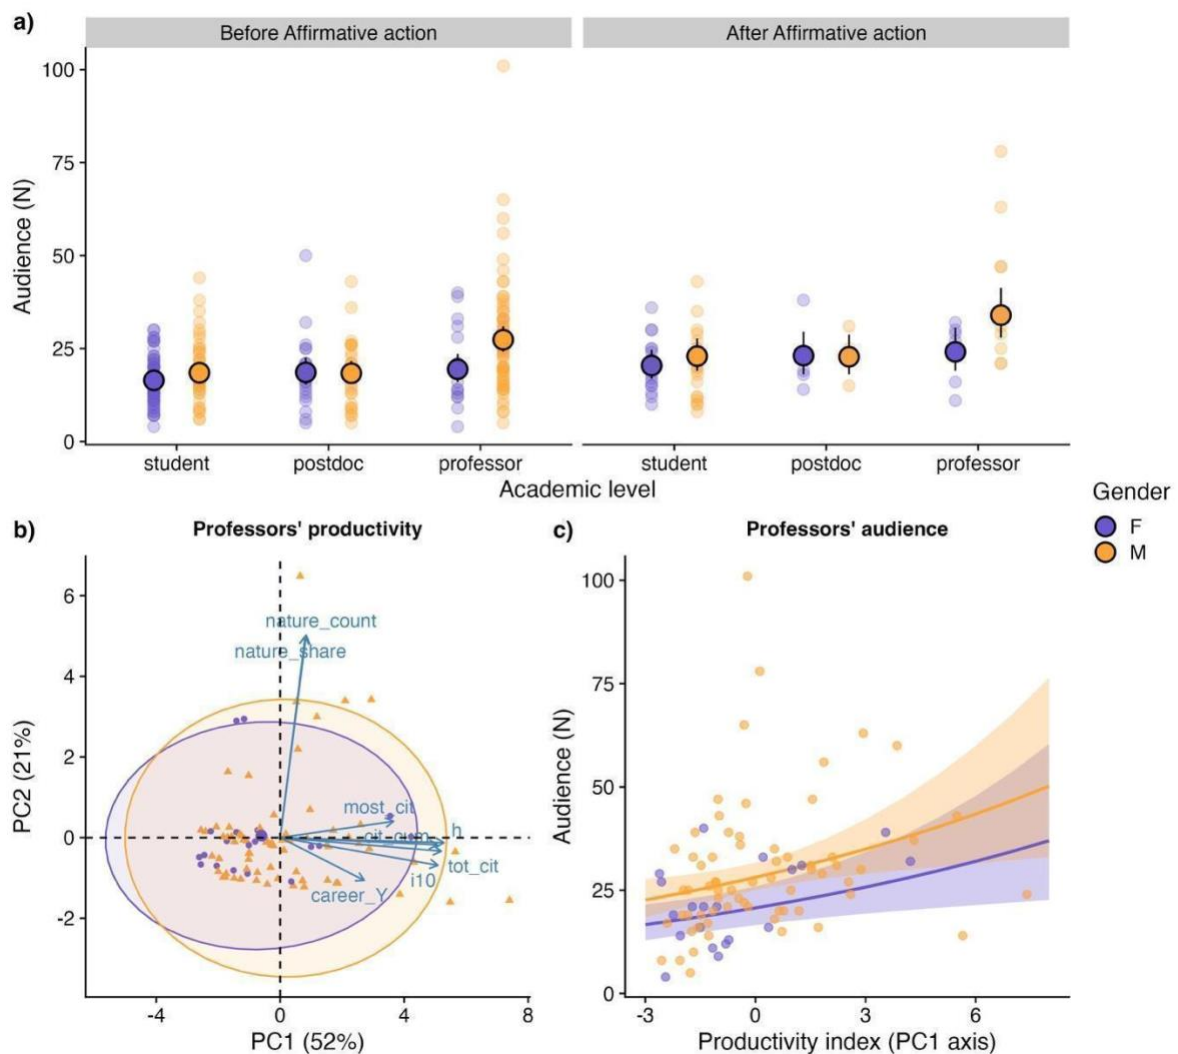 a)
Before Affirmative action
After Affirmative action
100
75
50
25
0
Audience (N)
student
postdoc
professor
student
postdoc
professor
Academic level
Gender
F
M
b)
Professors' productivity
nature_count
nature_share
most_cit
cit_cum
h
tot_cit
i10
career_Y
6
4
2
0
-2
PC2 (21%)
-4
0
4
8
PC1 (52%)
c)
Professors' audience
100
75
50
25
0
Audience (N)
-3
0
3
6
Productivity index (PC1 axis)